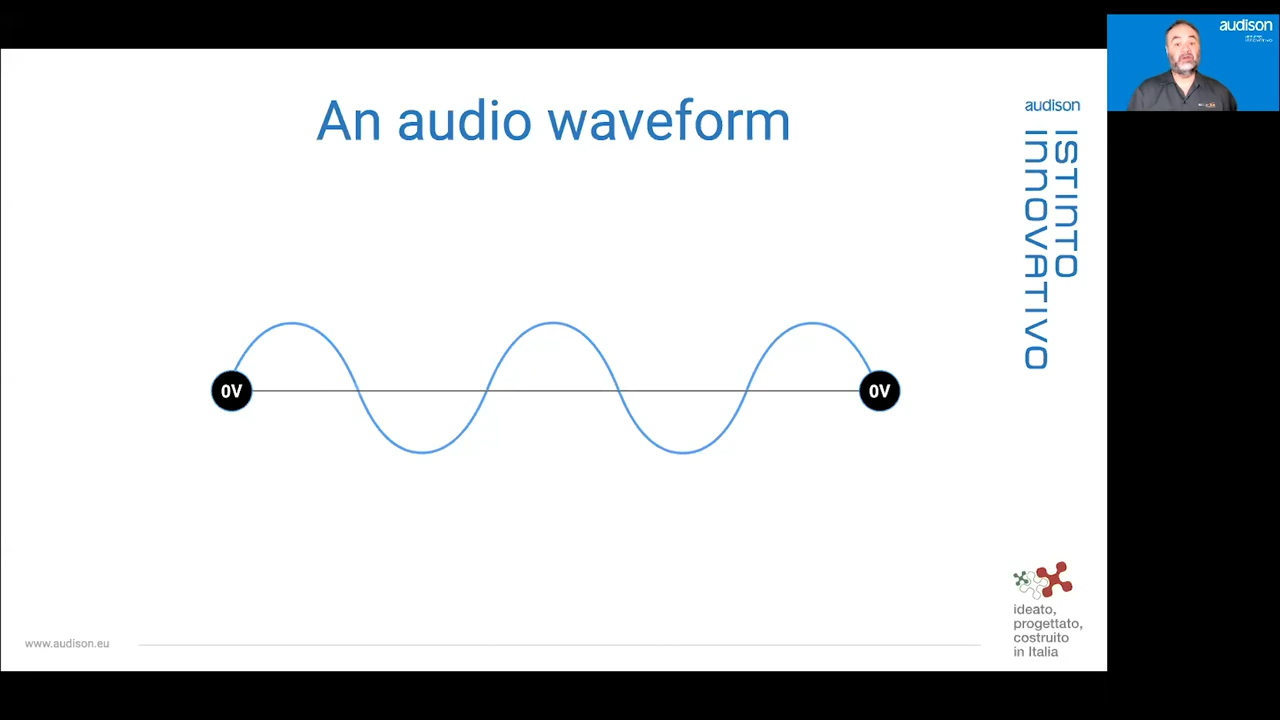 An audio waveform
audison
ISTINTO
INNOVATIVO
0V
0V
ideato,
progettato,
costruito
in Italia
www.audison.eu
audison